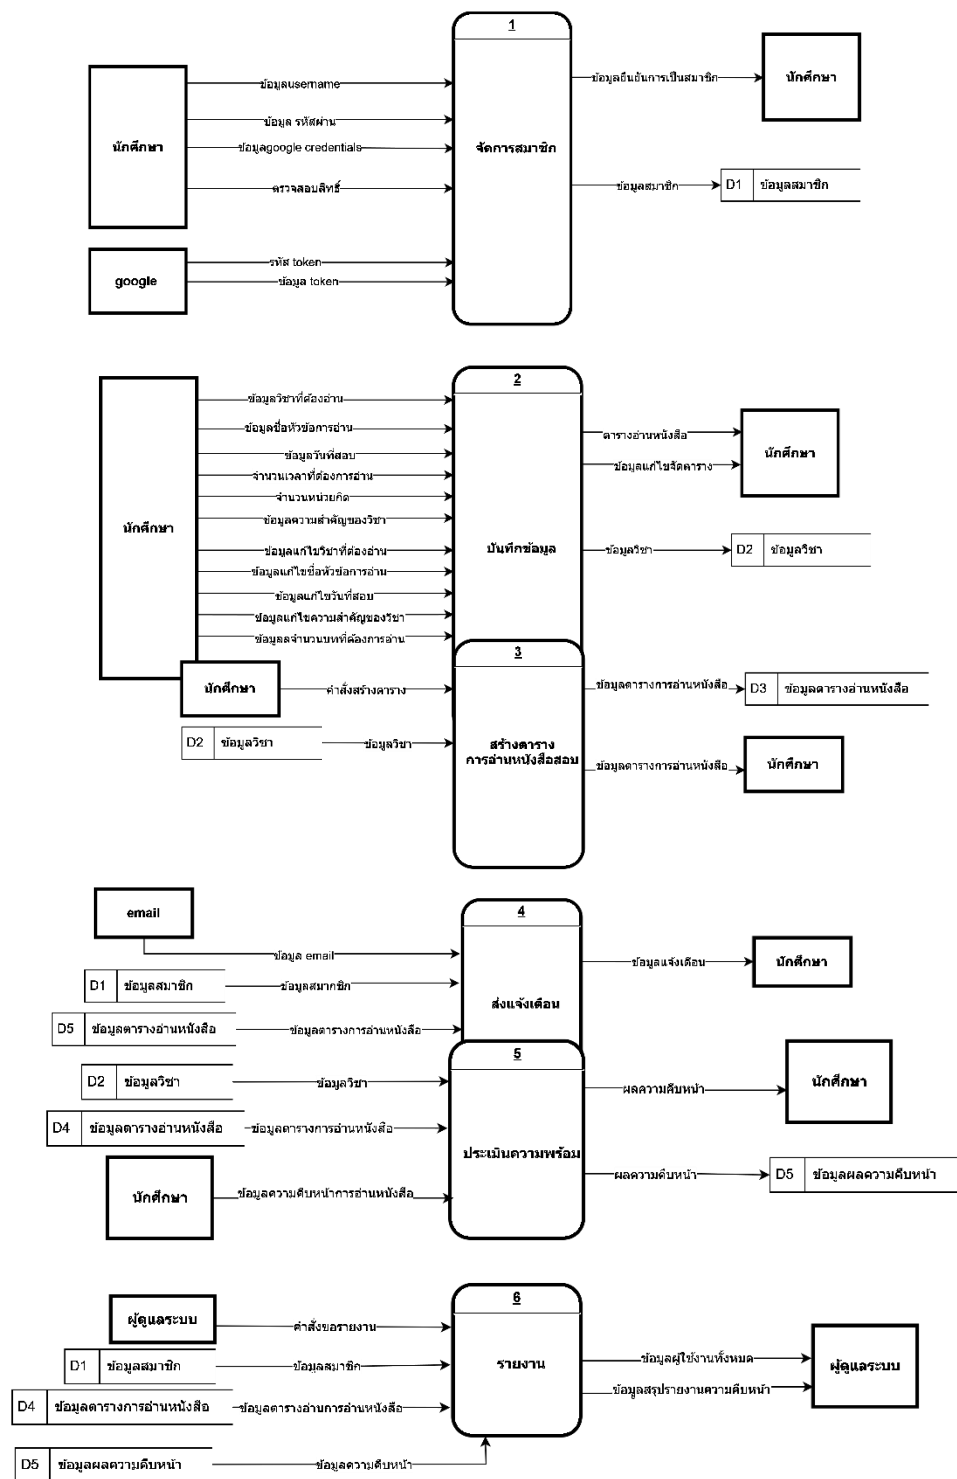 1
นักศึกษา
ข้อมูลusername
ข้อมูล รหัสผ่าน
ข้อมูลgoogle credentials
ตรวจสอบสิทธิ์
google
รหัส token
ข้อมูล token
จัดการสมาชิก
ข้อมูลยืนยันการเป็นสมาชิก
นักศึกษา
ข้อมูลสมาชิก
D1 ข้อมูลสมาชิก
2
นักศึกษา
ข้อมูลวิชาที่ต้องอ่าน
ข้อมูลชื่อหัวข้อการอ่าน
ข้อมูลวันที่สอบ
จำนวนเวลาที่ต้องการอ่าน
จำนวนหน่วยกิต
ข้อมูลความสำคัญของวิชา
ข้อมูลแก้ไขวิชาที่ต้องอ่าน
ข้อมูลแก้ไขชื่อหัวข้อการอ่าน
ข้อมูลแก้ไขวันที่สอบ
ข้อมูลแก้ไขความสำคัญของวิชา
ข้อมูลลจำนวนบทที่ต้องการอ่าน
บันทึกข้อมูล
ตารางอ่านหนังสือ
ข้อมูลแก้ไขจัดตาราง
นักศึกษา
ข้อมูลวิชา
D2 ข้อมูลวิชา
3
นักศึกษา
คำสั่งสร้างตาราง
D2 ข้อมูลวิชา
ข้อมูลวิชา
สร้างตาราง
การอ่านหนังสือสอบ
ข้อมูลตารางการอ่านหนังสือ
D3 ข้อมูลตารางอ่านหนังสือ
ข้อมูลตารางการอ่านหนังสือ
นักศึกษา
4
email
ข้อมูล email
D1 ข้อมูลสมาชิก
ข้อมูลสมากชิก
D5 ข้อมูลตารางอ่านหนังสือ
ข้อมูลตารางการอ่านหนังสือ
ส่งแจ้งเตือน
ข้อมูลแจ้งเตือน
นักศึกษา
5
D2 ข้อมูลวิชา
ข้อมูลวิชา
D4 ข้อมูลตารางอ่านหนังสือ
ข้อมูลตารางการอ่านหนังสือ
นักศึกษา
ข้อมูลความคืบหน้าการอ่านหนังสือ
ประเมินความพร้อม
ผลความคืบหน้า
นักศึกษา
ผลความคืบหน้า
D5 ข้อมูลผลความคืบหน้า
6
ผู้ดูแลระบบ
คำสั่งขอรายงาน
D1 ข้อมูลสมาชิก
ข้อมูลสมาชิก
D4 ข้อมูลตารางการอ่านหนังสือ
ข้อมูลตารางอ่านการอ่านหนังสือ
D5 ข้อมูลผลความคืบหน้า
ข้อมูลความคืบหน้า
รายงาน
ข้อมูลผู้ใช้งานทั้งหมด
ข้อมูลสรุปรายงานความคืบหน้า
ผู้ดูแลระบบ